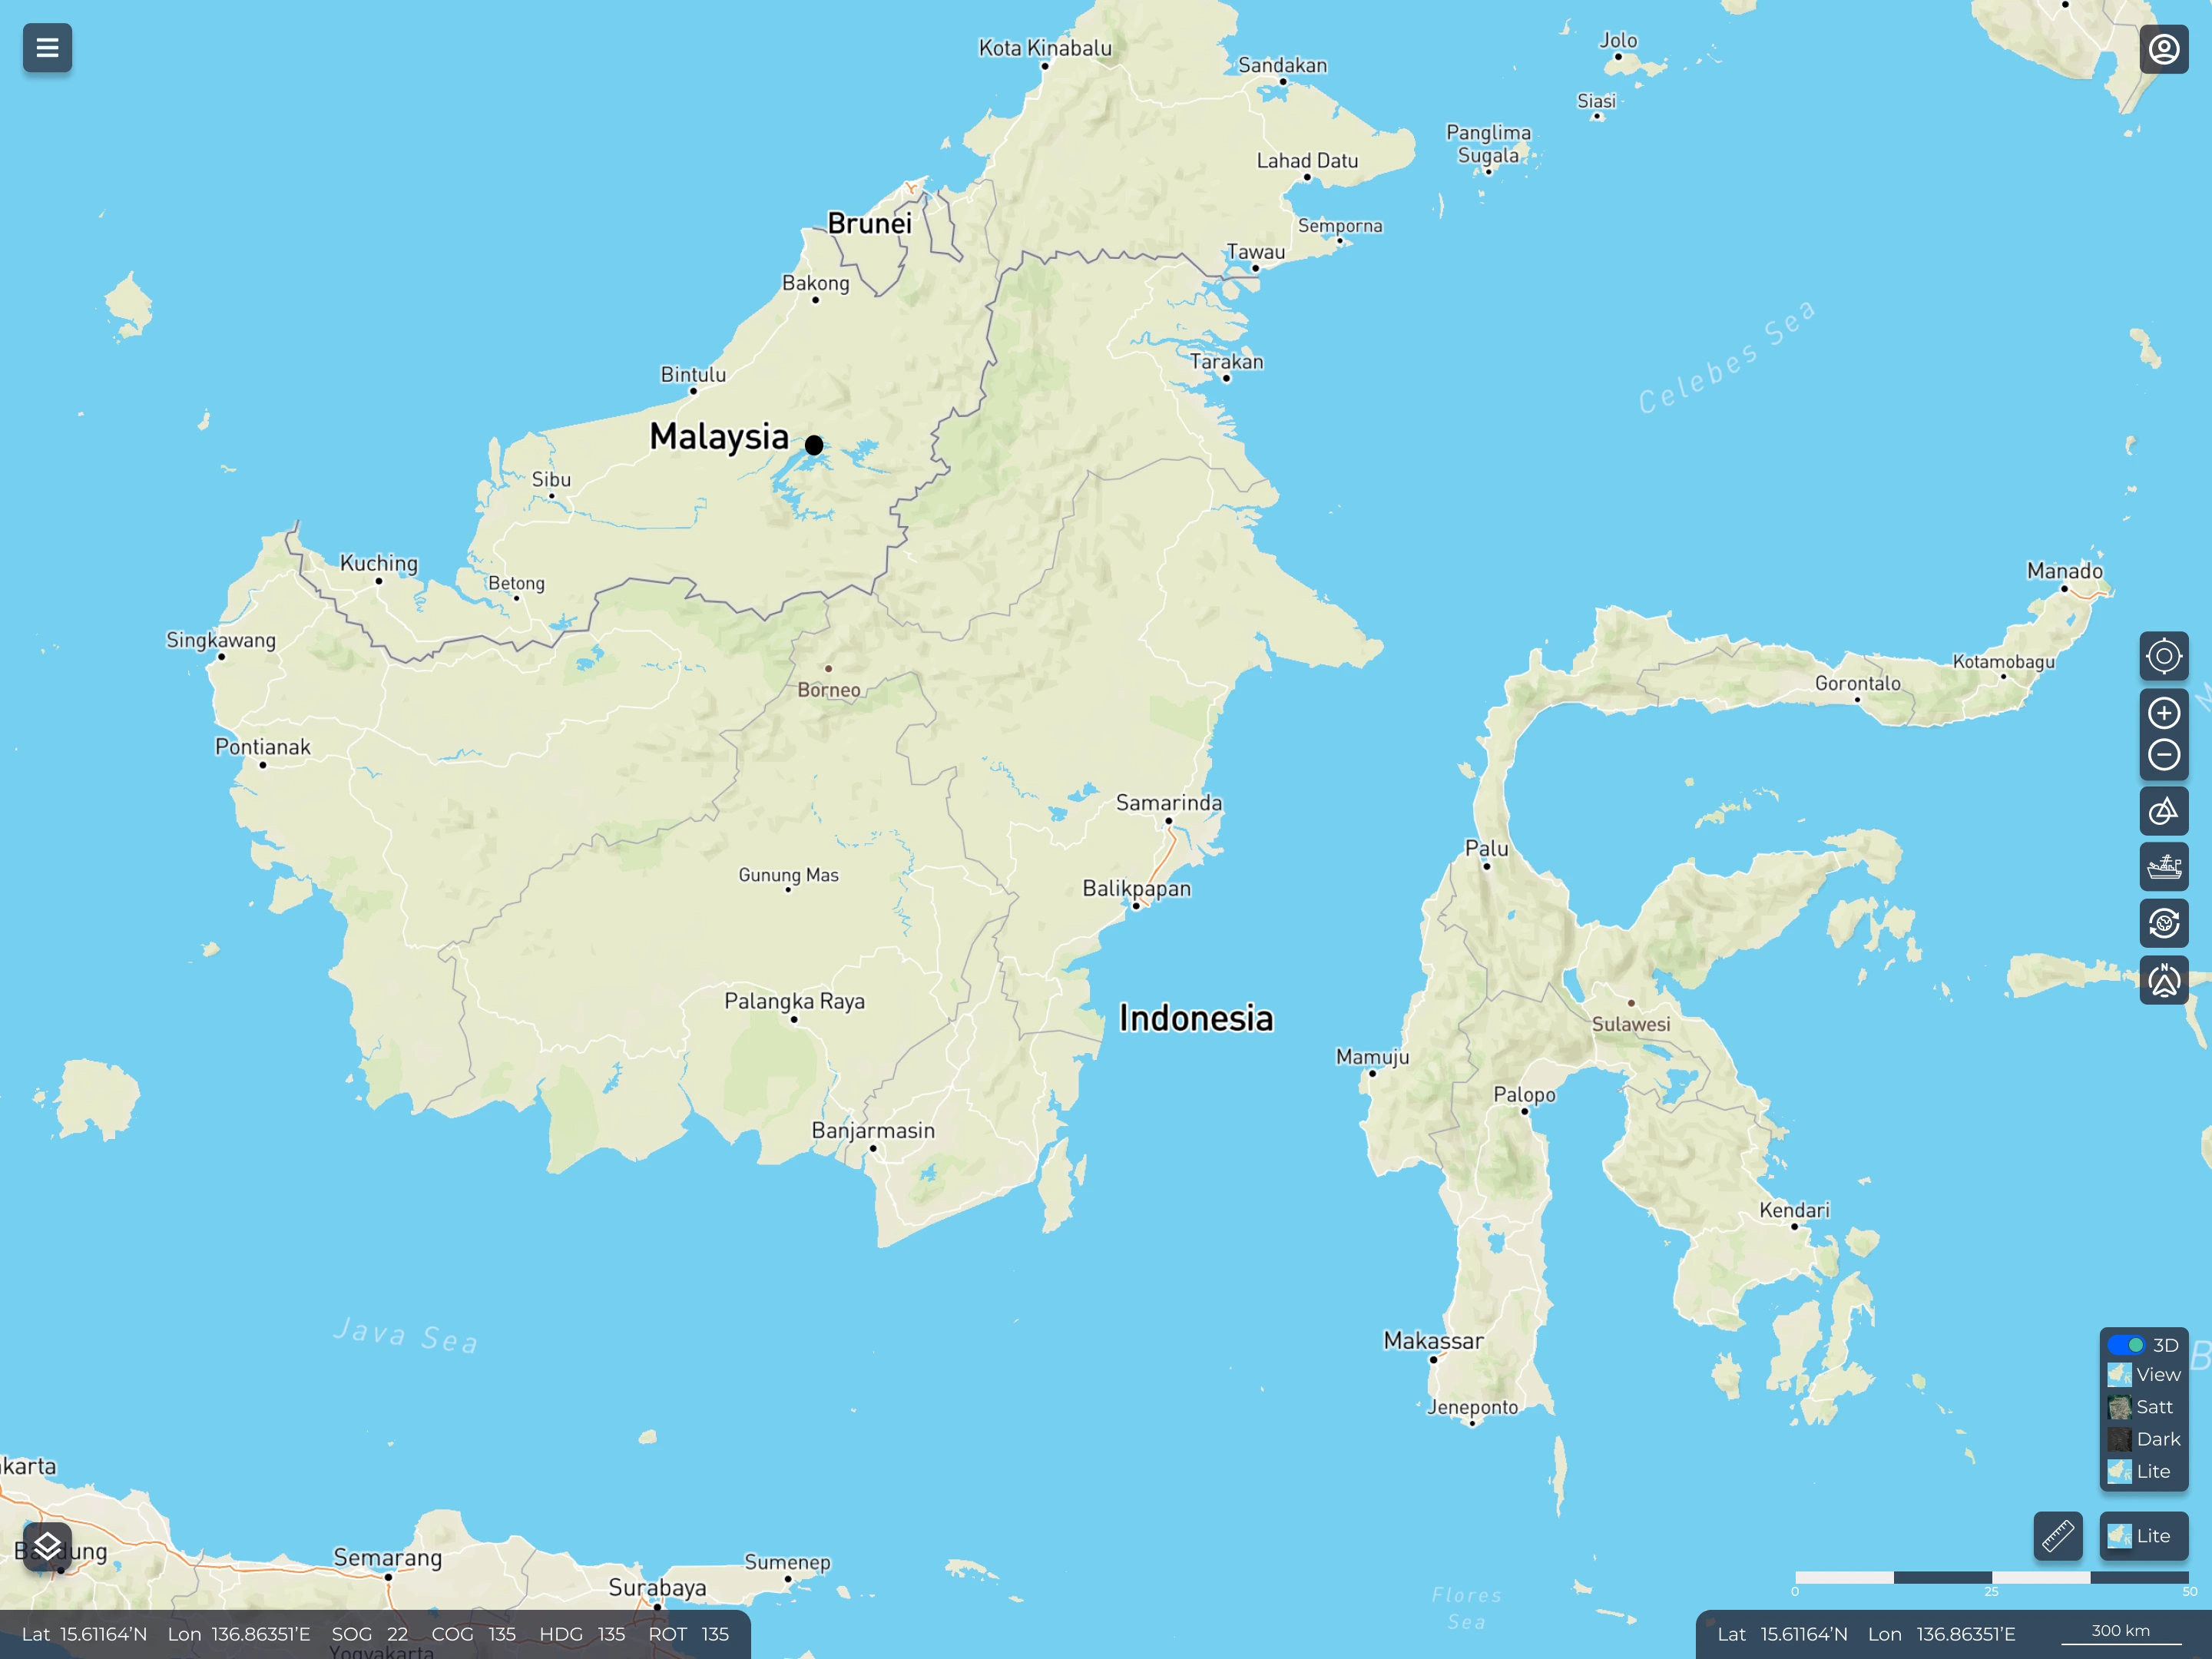 Kota Kinabalu
Sandakan
Jolo
Siasi
Panglima
Sugala
Lahad Datu
Brunei
Semporna
Tawau
Bakong
Celebes Sea
Tarakan
Bintulu
Malaysia
Sibu
Kuching
Betong
Manado
Singkawang
Kotamobagu
Borneo
Gorontalo
Pontianak
Samarinda
Palu
Gunung Mas
Balikpapan
N
Palangka Raya
Indonesia
Sulawesi
Mamuju
Palopo
Banjarmasin
Kendari
Java Sea
Makassar
3D
B
View
Jeneponto
Satt
Dark
karta
Lite
Lite
Semarang
Sumenep
Surabaya
0 25 50
Flores
Sea
Lat 15.61164’N Lon 136.86351’E SOG 22 COG 135 HDG 135 ROT 135
Lat 15.61164’N Lon 136.86351’E 300 km
Yogyakarta